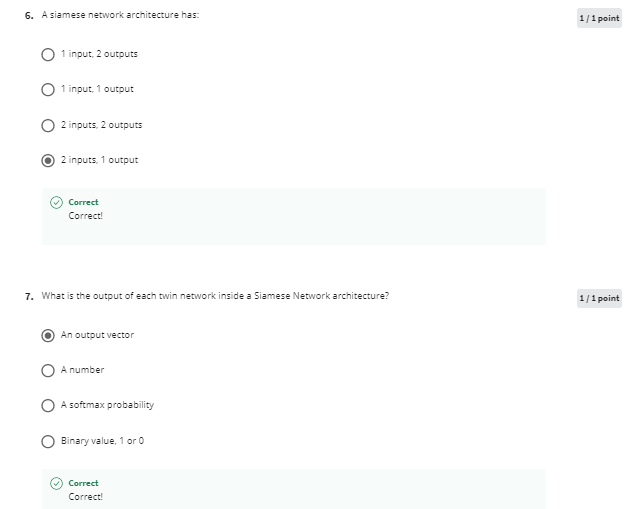 6. A siamese network architecture has:
1 / 1 point
1 input, 2 outputs
1 input, 1 output
2 inputs, 2 outputs
2 inputs, 1 output
Correct
Correct!
7. What is the output of each twin network inside a Siamese Network architecture?
1 / 1 point
An output vector
A number
A softmax probability
Binary value, 1 or 0
Correct
Correct!